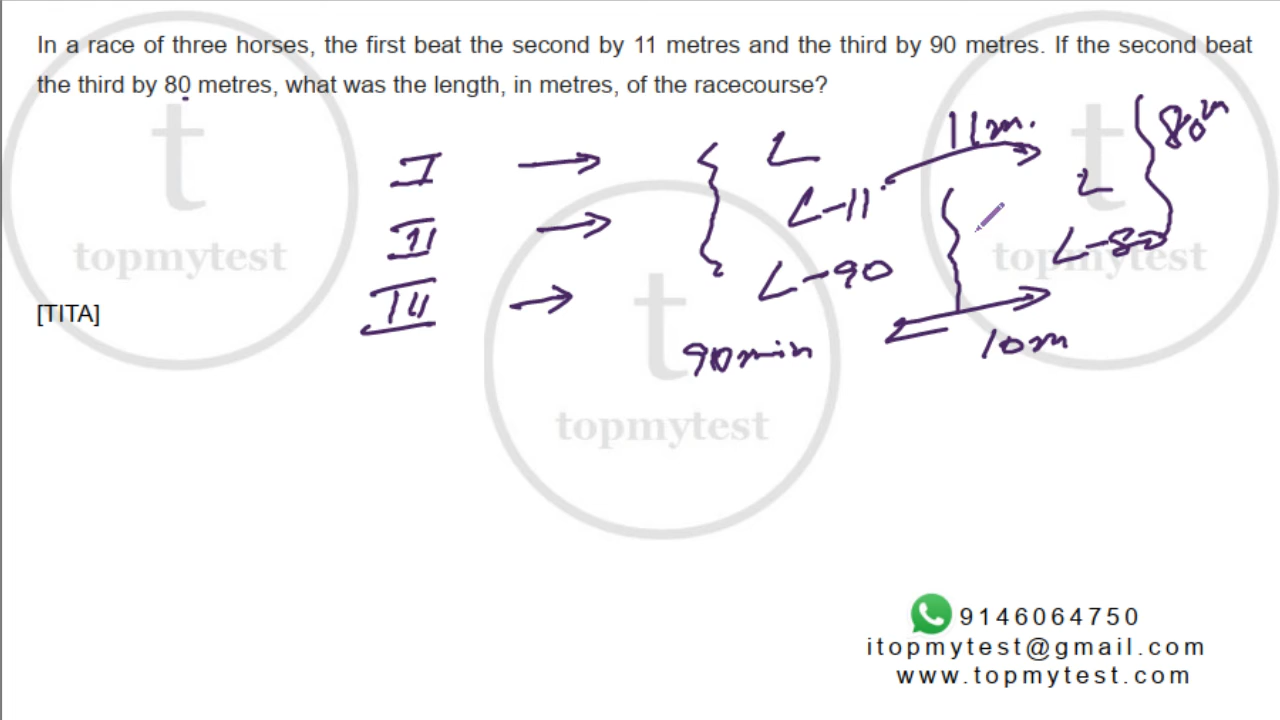 In a race of three horses, the first beat the second by 11 metres and the third by 90 metres. If the second beat
the third by 80 metres, what was the length, in metres, of the racecourse?
t
topmytest
t
topmytest
t
topmytest
I → L
11m.
80m
II → L-11
L
III → L-90
L-80
[TITA]
90min
10m
9146064750
itopmytest@gmail.com
www.topmytest.com